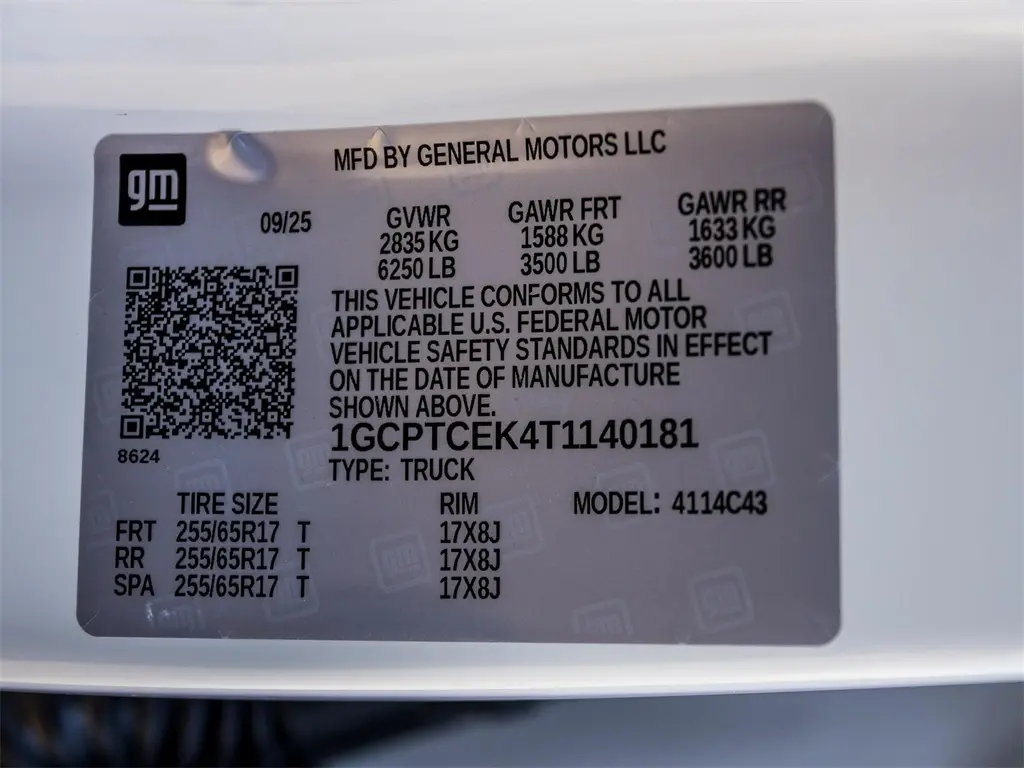 MFD BY GENERAL MOTORS LLC
gm
09/25 GVWR GAWR FRT GAWR RR
2835 KG 1588 KG 1633 KG
6250 LB 3500 LB 3600 LB
THIS VEHICLE CONFORMS TO ALL
APPLICABLE U.S. FEDERAL MOTOR
VEHICLE SAFETY STANDARDS IN EFFECT
ON THE DATE OF MANUFACTURE
SHOWN ABOVE.
1GCPTCEK4T1140181
8624
TYPE: TRUCK
TIRE SIZE RIM MODEL: 4114C43
FRT 255/65R17 T 17X8J
RR 255/65R17 T 17X8J
SPA 255/65R17 T 17X8J